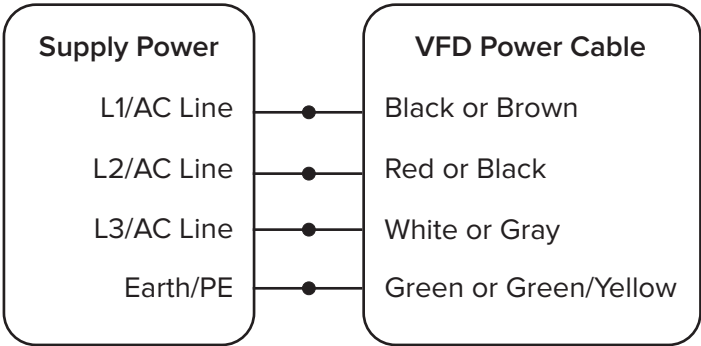 Supply Power
L1/AC Line
L2/AC Line
L3/AC Line
Earth/PE
VFD Power Cable
Black or Brown
Red or Black
White or Gray
Green or Green/Yellow